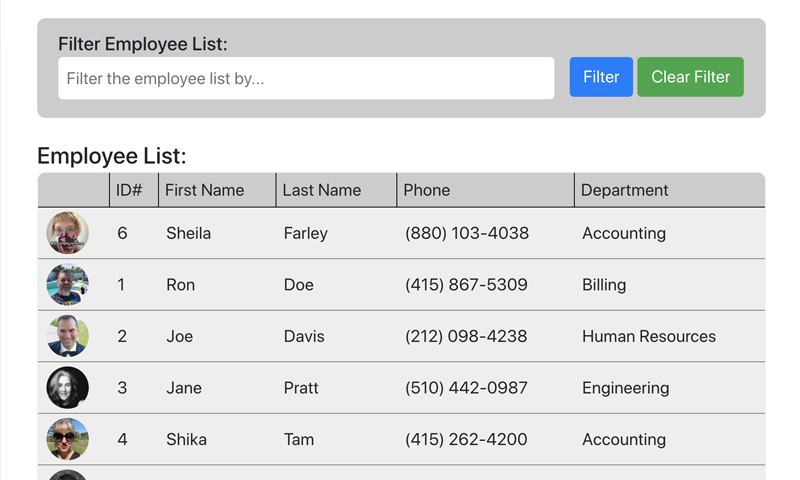 Filter Employee List:
Filter the employee list by...
Filter
Clear Filter
Employee List:
ID# First Name Last Name Phone Department
6 Sheila Farley (880) 103-4038 Accounting
1 Ron Doe (415) 867-5309 Billing
2 Joe Davis (212) 098-4238 Human Resources
3 Jane Pratt (510) 442-0987 Engineering
4 Shika Tam (415) 262-4200 Accounting